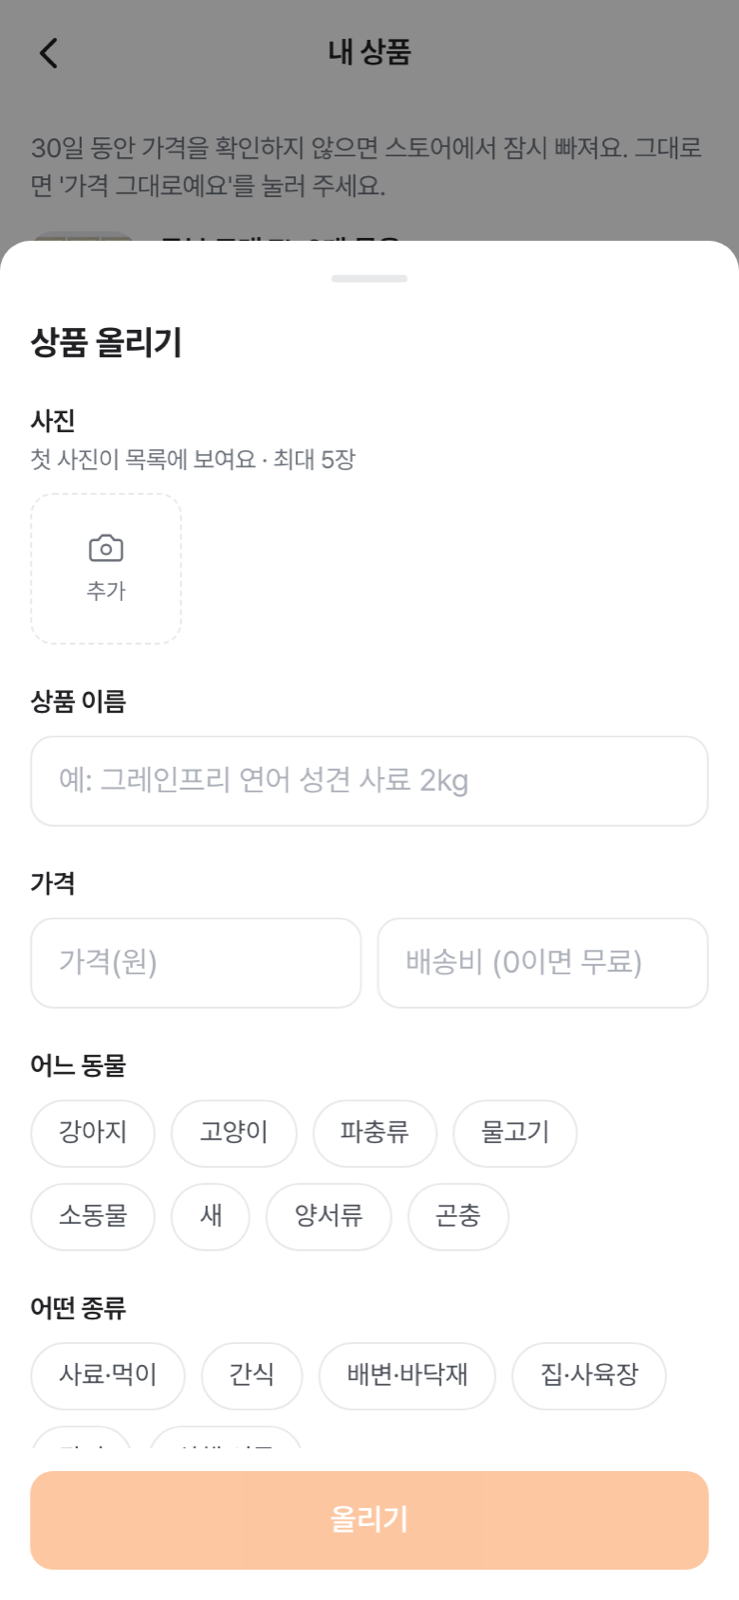 내 상품
30일 동안 가격을 확인하지 않으면 스토어에서 잠시 빠져요. 그대로
면 '가격 그대로예요'를 눌러 주세요.
상품 올리기
사진
첫 사진이 목록에 보여요 · 최대 5장
추가
상품 이름
예: 그레인프리 연어 성견 사료 2kg
가격
가격(원) 배송비 (0이면 무료)
어느 동물
강아지 고양이 파충류 물고기
소동물 새 양서류 곤충
어떤 종류
사료·먹이 간식 배변·바닥재 집·사육장
올리기